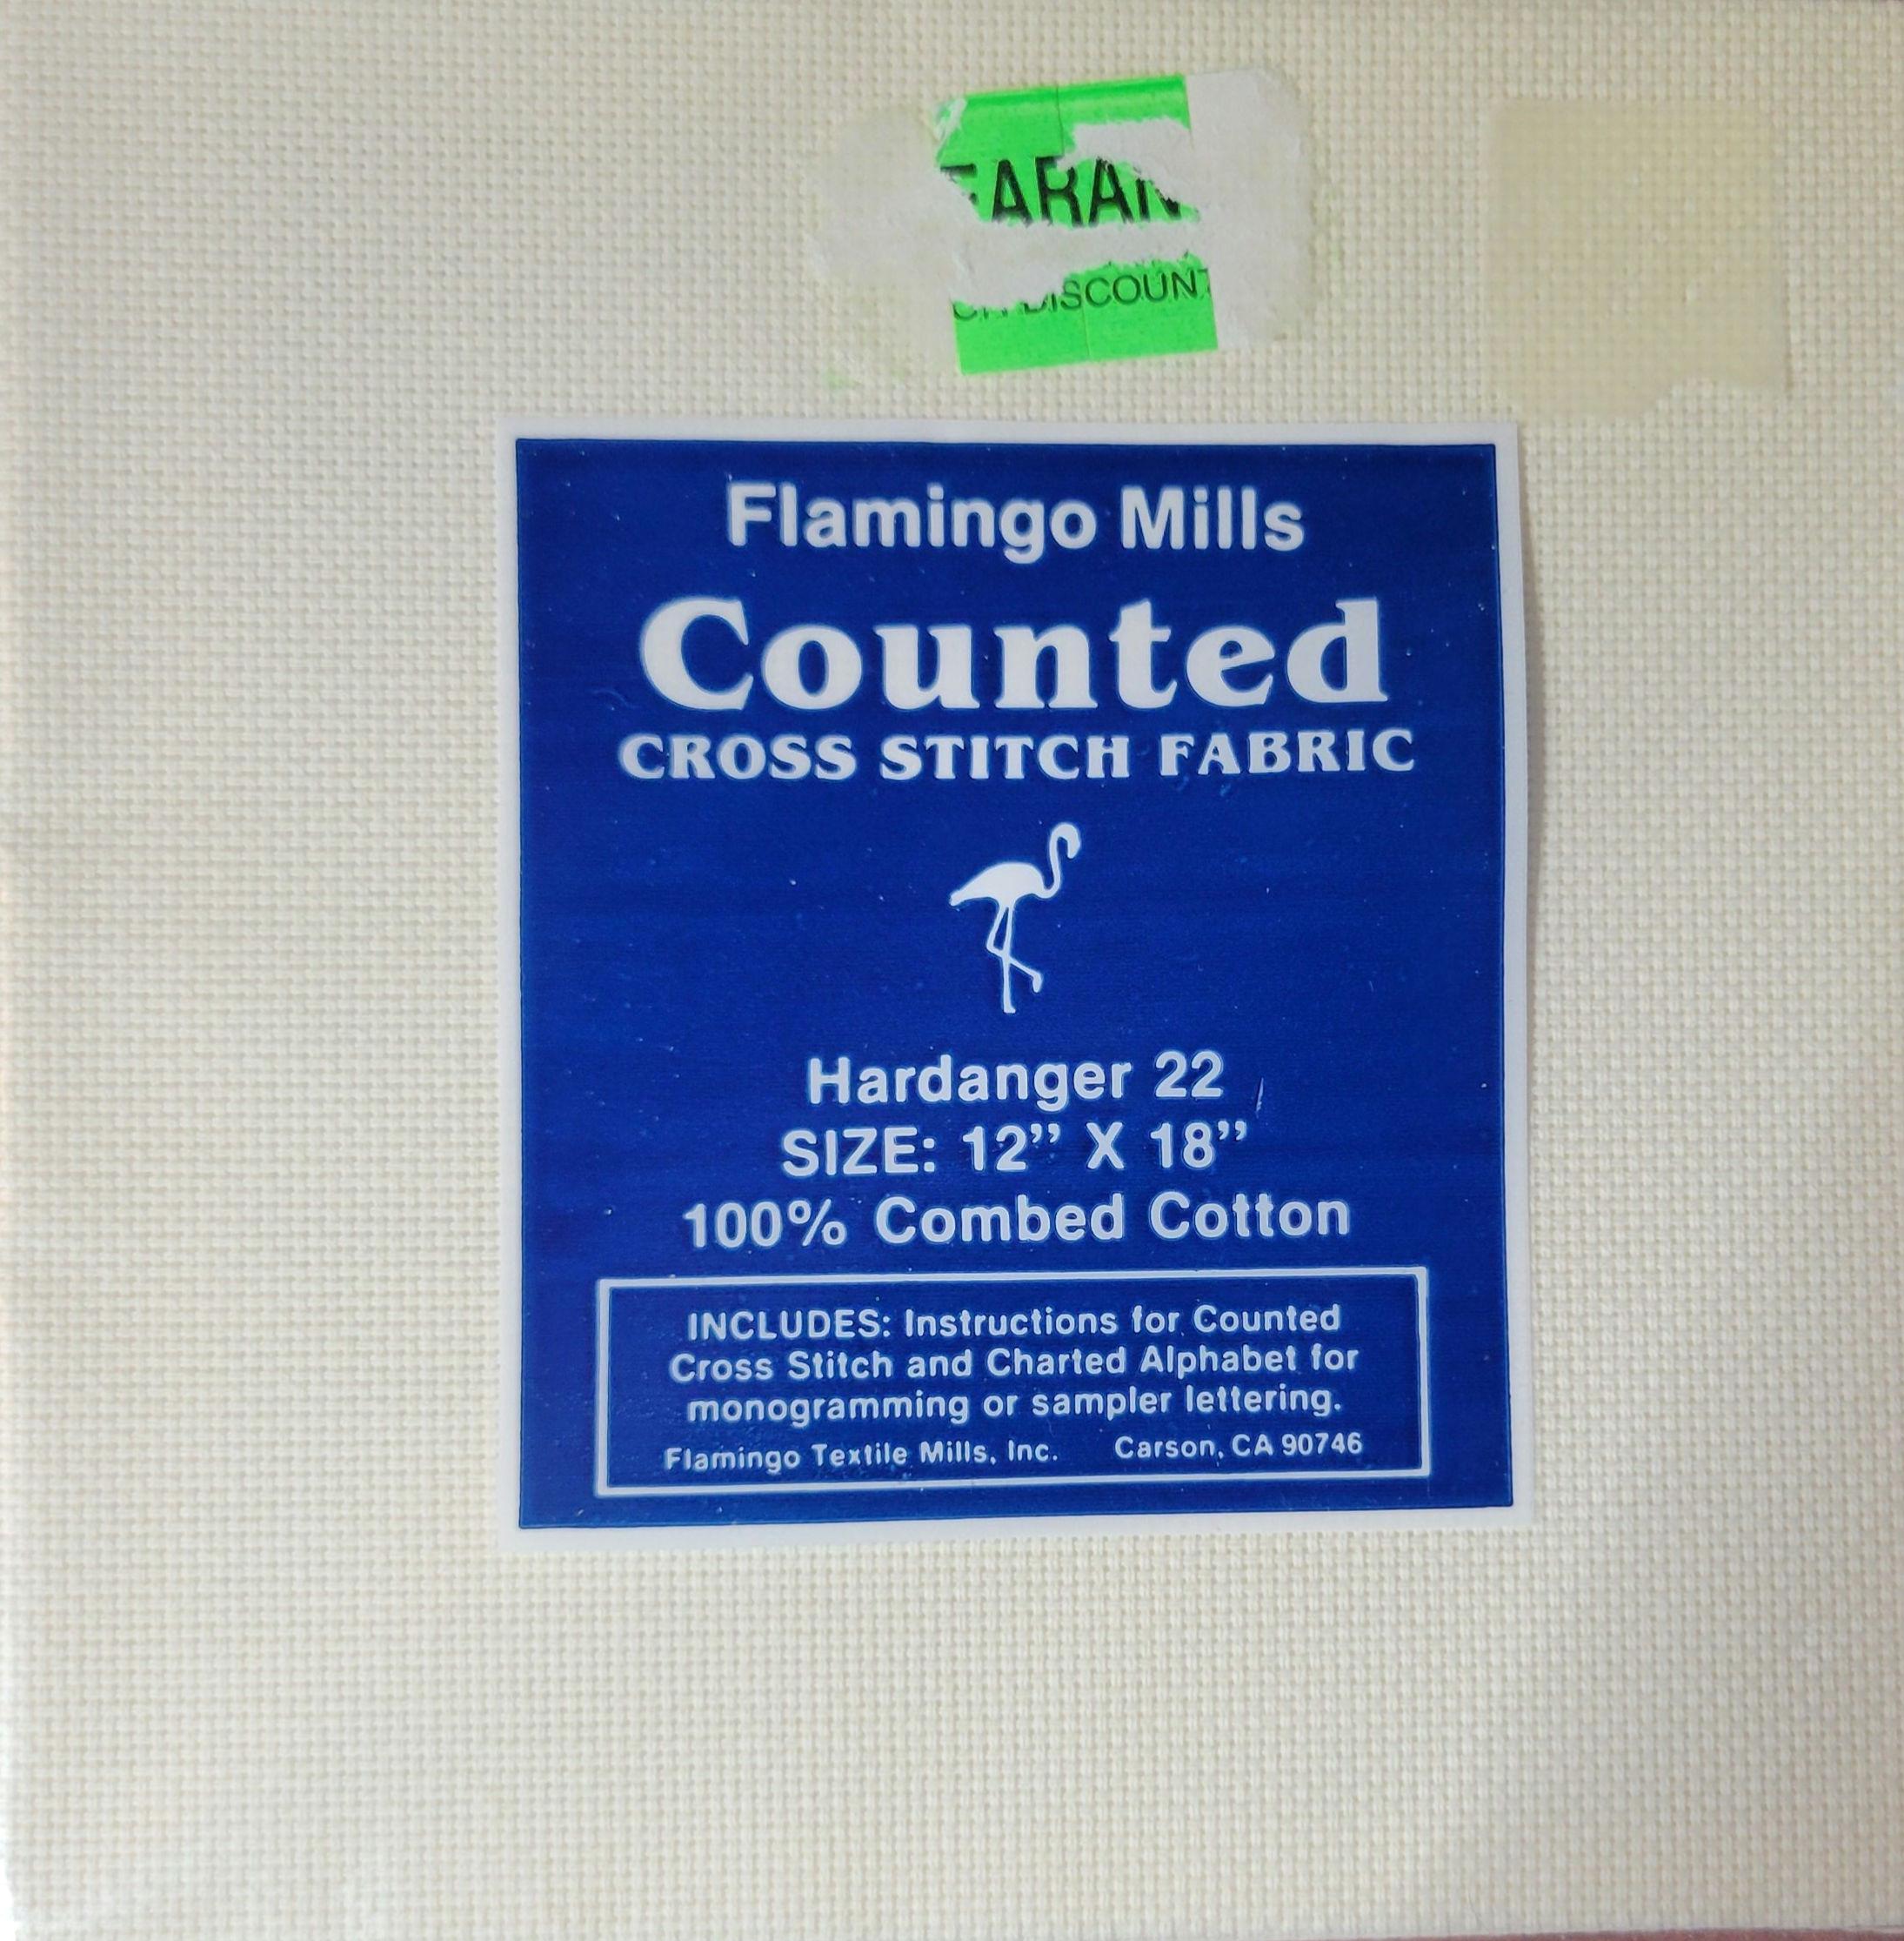 DISCOUNT
Flamingo Mills
Counted
CROSS STITCH FABRIC
Hardanger 22
SIZE: 12” X 18”
100% Combed Cotton
INCLUDES: Instructions for Counted
Cross Stitch and Charted Alphabet for
monogramming or sampler lettering.
Flamingo Textile Mills, Inc. Carson, CA 90746